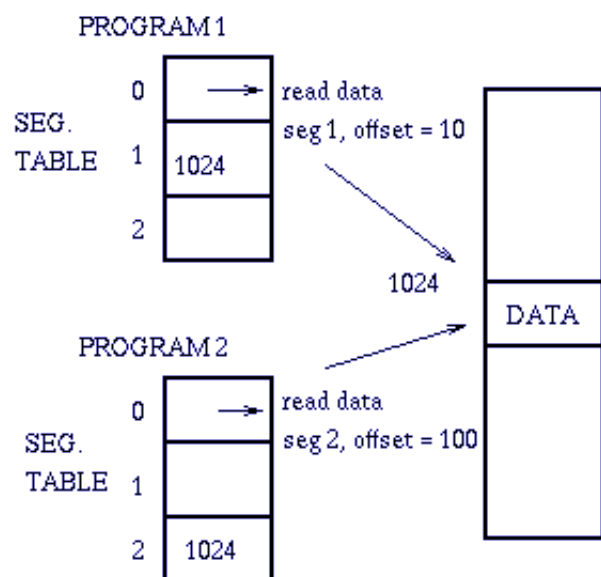 PROGRAM 1
SEG.
TABLE
0
1
2
1024
read data
seg 1, offset = 10
1024
DATA
PROGRAM 2
SEG.
TABLE
0
1
2
1024
read data
seg 2, offset = 100